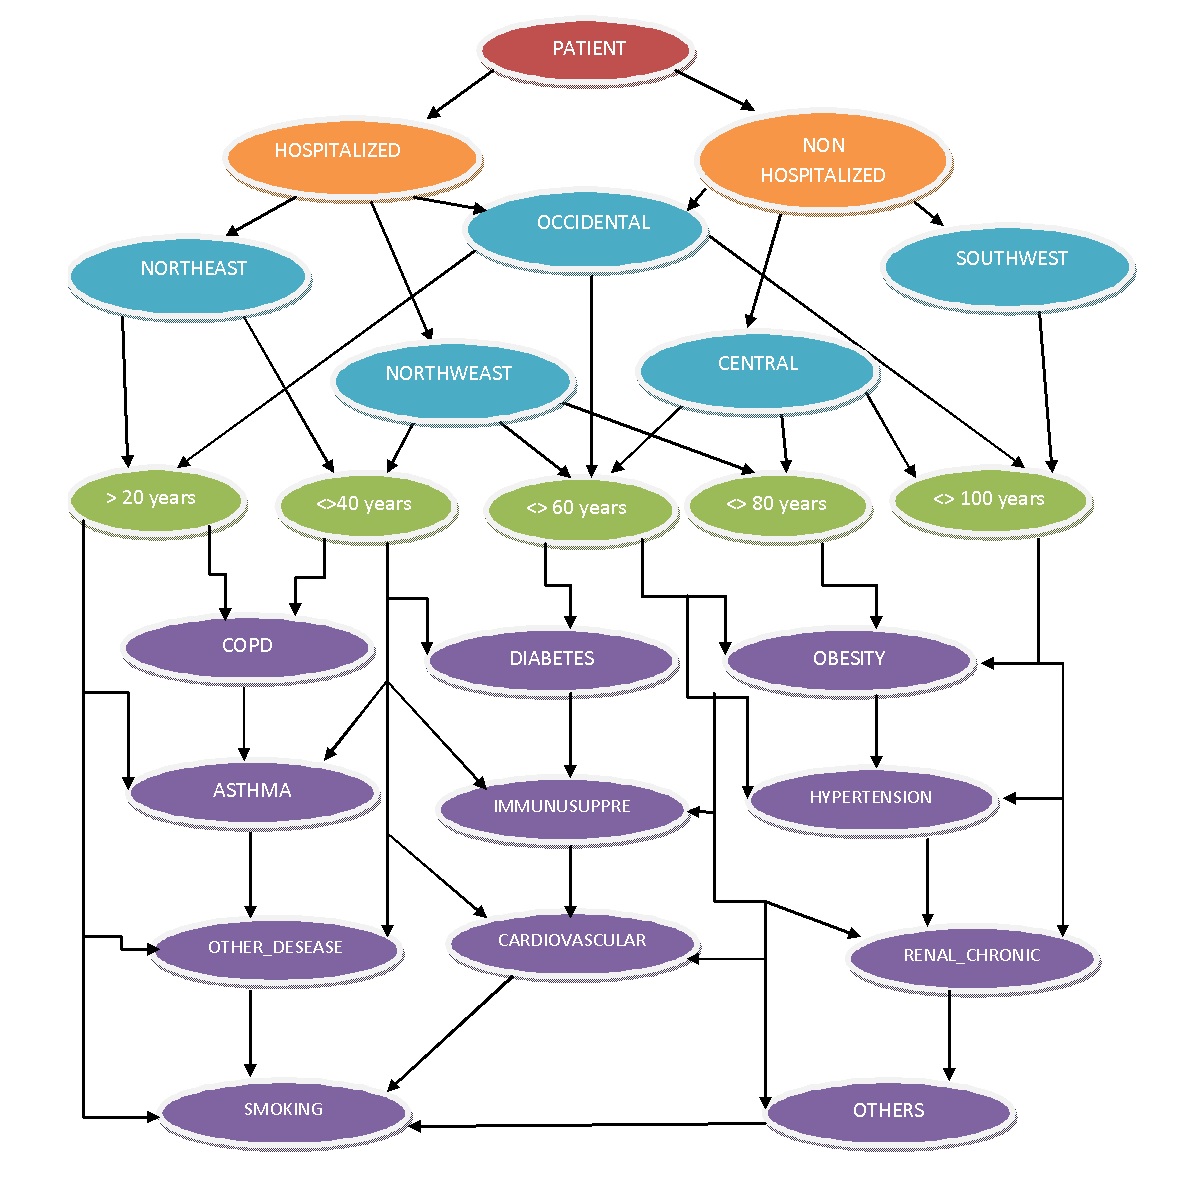 PATIENT
HOSPITALIZED
NON
HOSPITALIZED
OCCIDENTAL
NORTHEAST
SOUTHWEST
NORTHWEAST
CENTRAL
> 20 years
<>40 years
<> 60 years
<> 80 years
<> 100 years
COPD
DIABETES
OBESITY
ASTHMA
IMMUNUSUPPRE
HYPERTENSION
OTHER_DESEASE
CARDIOVASCULAR
RENAL_CHRONIC
SMOKING
OTHERS